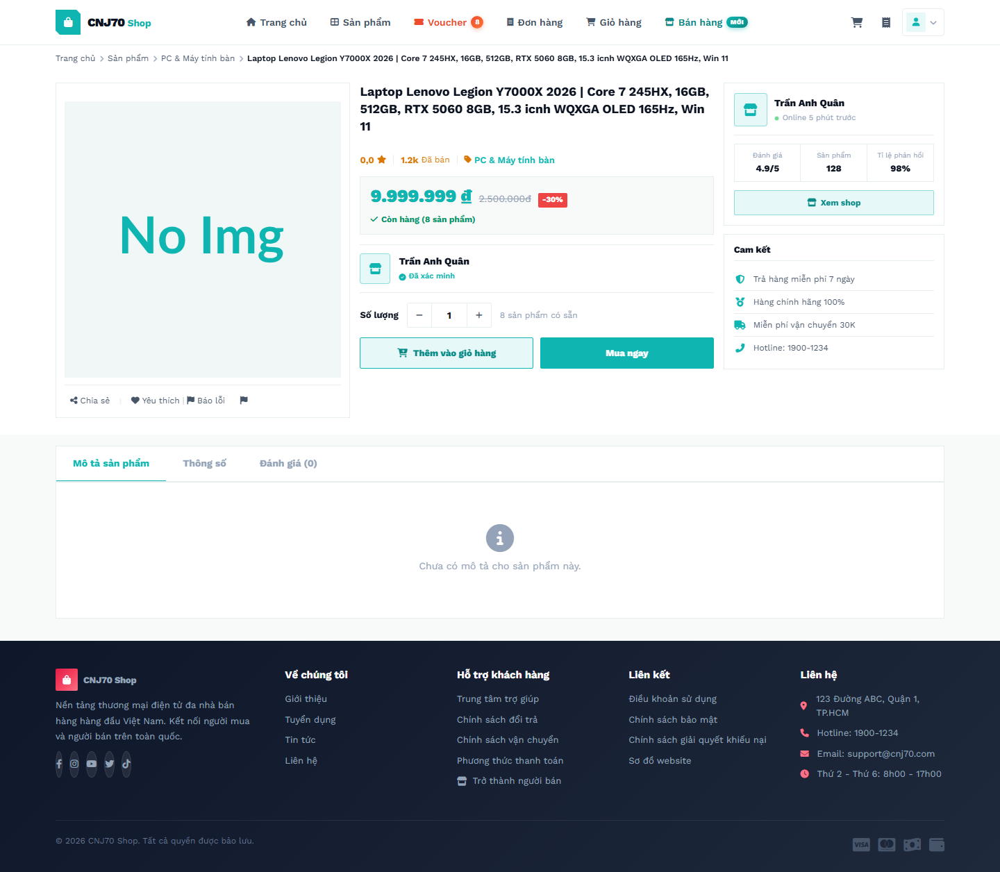 CNJ70 Shop
Trang chủ
Sản phẩm
Voucher 8
Đơn hàng
Giỏ hàng
Bán hàng MỚI
Trang chủ > Sản phẩm > PC & Máy tính bàn > Laptop Lenovo Legion Y7000X 2026 | Core 7 245HX, 16GB, 512GB, RTX 5060 8GB, 15.3 icnh WQXGA OLED 165Hz, Win 11
No Img
Chia sẻ | Yêu thích | Báo lỗi
Laptop Lenovo Legion Y7000X 2026 | Core 7 245HX, 16GB,
512GB, RTX 5060 8GB, 15.3 icnh WQXGA OLED 165Hz, Win
11
0,0
1.2k Đã bán
PC & Máy tính bàn
9.999.999 ₫ 2.500.000đ -30%
Còn hàng (8 sản phẩm)
Trần Anh Quân
Đã xác minh
Số lượng − 1 + 8 sản phẩm có sẵn
Thêm vào giỏ hàng
Mua ngay
Trần Anh Quân
Online 5 phút trước
Đánh giá
4.9/5
Sản phẩm
128
Tỉ lệ phản hồi
98%
Xem shop
Cam kết
Trả hàng miễn phí 7 ngày
Hàng chính hãng 100%
Miễn phí vận chuyển 30K
Hotline: 1900-1234
Mô tả sản phẩm
Thông số
Đánh giá (0)
Chưa có mô tả cho sản phẩm này.
CNJ70 Shop
Nền tảng thương mại điện tử đa nhà bán
hàng hàng đầu Việt Nam. Kết nối người mua
và người bán trên toàn quốc.
Về chúng tôi
Giới thiệu
Tuyển dụng
Tin tức
Liên hệ
Hỗ trợ khách hàng
Trung tâm trợ giúp
Chính sách đổi trả
Chính sách vận chuyển
Phương thức thanh toán
Trở thành người bán
Liên kết
Điều khoản sử dụng
Chính sách bảo mật
Chính sách giải quyết khiếu nại
Sơ đồ website
Liên hệ
123 Đường ABC, Quận 1,
TP.HCM
Hotline: 1900-1234
Email: support@cnj70.com
Thứ 2 - Thứ 6: 8h00 - 17h00
© 2026 CNJ70 Shop. Tất cả quyền được bảo lưu.
VISA